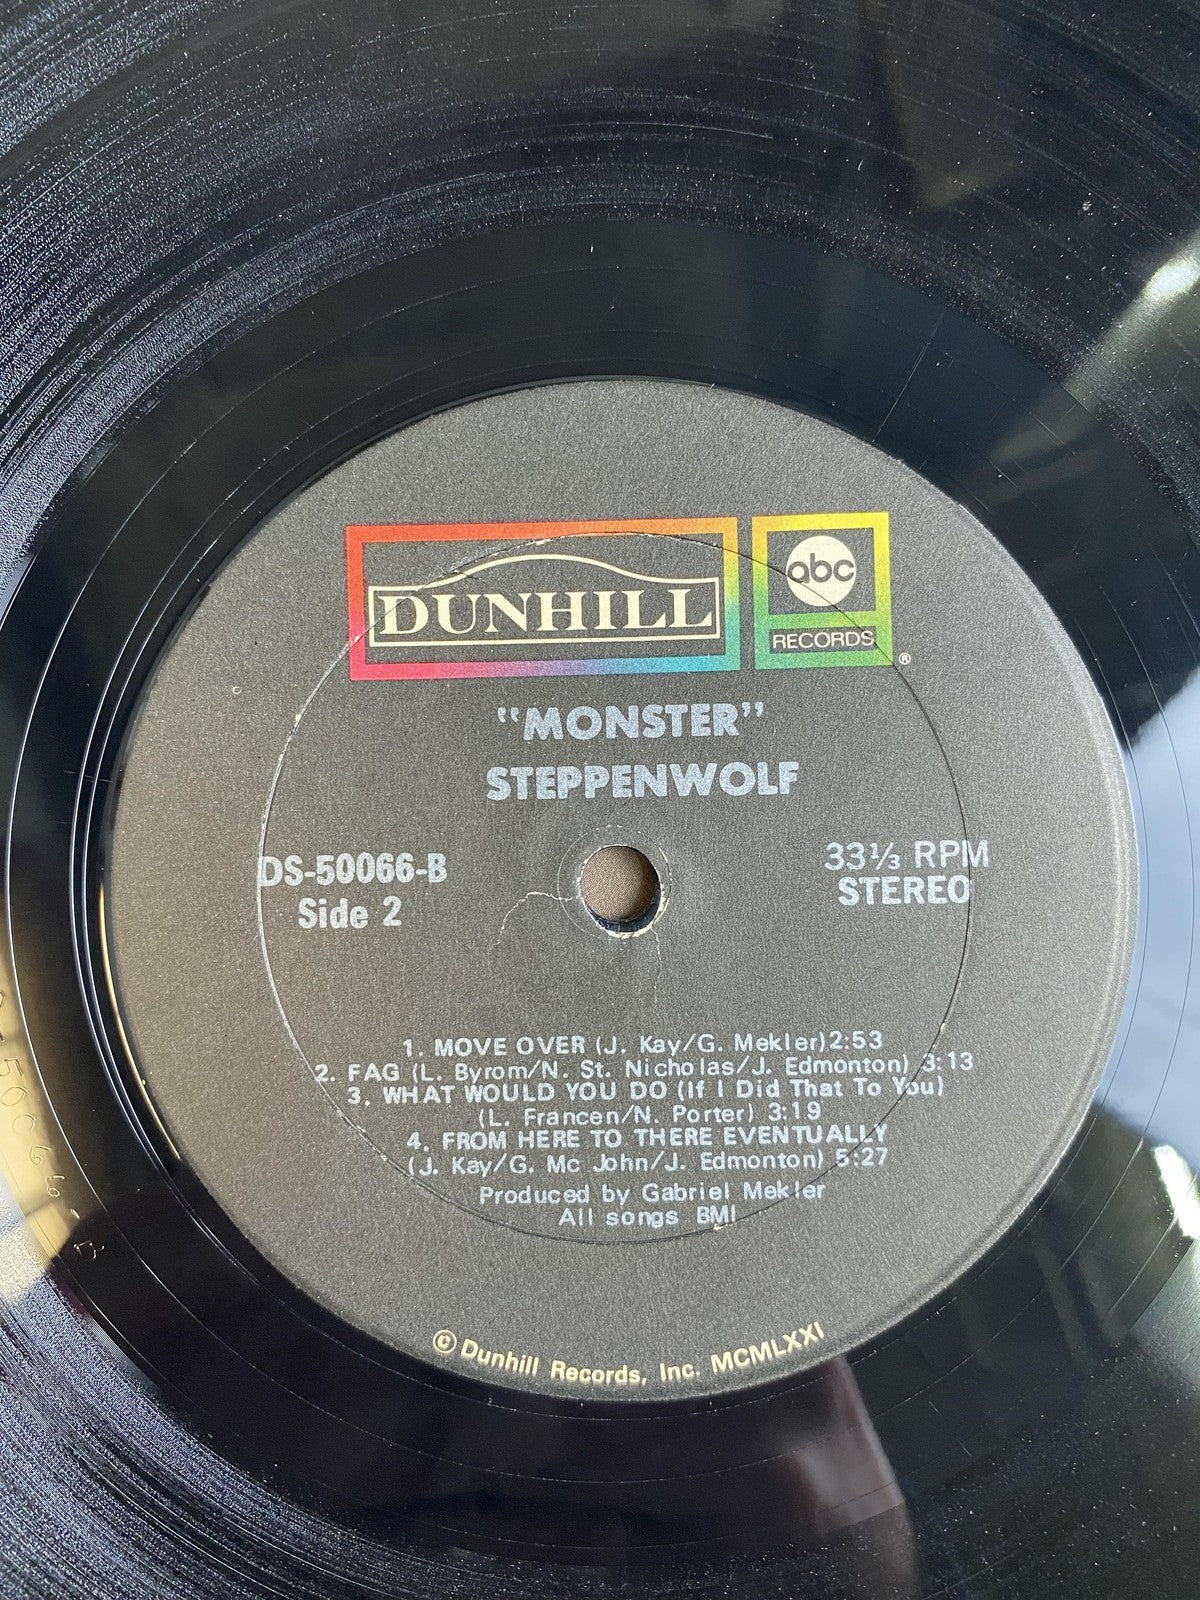 DUNHILL
abc
RECORDS
®
"MONSTER"
STEPPENWOLF
DS-50066-B
Side 2
33⅓ RPM
STEREO
1. MOVE OVER (J. Kay/G. Mekler)2:53
2. FAG (L. Byrom/N. St. Nicholas/J. Edmonton) 3:13
3. WHAT WOULD YOU DO (If I Did That To You)
(L. Francen/N. Porter) 3:19
4. FROM HERE TO THERE EVENTUALLY
(J. Kay/G. Mc John/J. Edmonton) 5:27
Produced by Gabriel Mekler
All songs BMI
© Dunhill Records, Inc. MCMLXXI